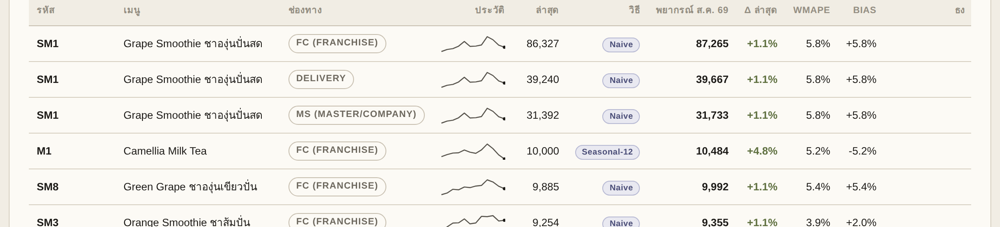 รหัส เมนู ช่องทาง ประวัติ ล่าสุด วิธี พยากรณ์ ส.ค. 69 Δ ล่าสุด WMAPE BIAS ธง
SM1 Grape Smoothie ชาองุ่นปั่นสด FC (FRANCHISE) 86,327 Naive 87,265 +1.1% 5.8% +5.8%
SM1 Grape Smoothie ชาองุ่นปั่นสด DELIVERY 39,240 Naive 39,667 +1.1% 5.8% +5.8%
SM1 Grape Smoothie ชาองุ่นปั่นสด MS (MASTER/COMPANY) 31,392 Naive 31,733 +1.1% 5.8% +5.8%
M1 Camellia Milk Tea FC (FRANCHISE) 10,000 Seasonal-12 10,484 +4.8% 5.2% -5.2%
SM8 Green Grape ชาองุ่นเขียวปั่น FC (FRANCHISE) 9,885 Naive 9,992 +1.1% 5.4% +5.4%
SM3 Orange Smoothie ชาส้มปั่น FC (FRANCHISE) 9,254 Naive 9,355 +1.1% 3.9% +2.0%